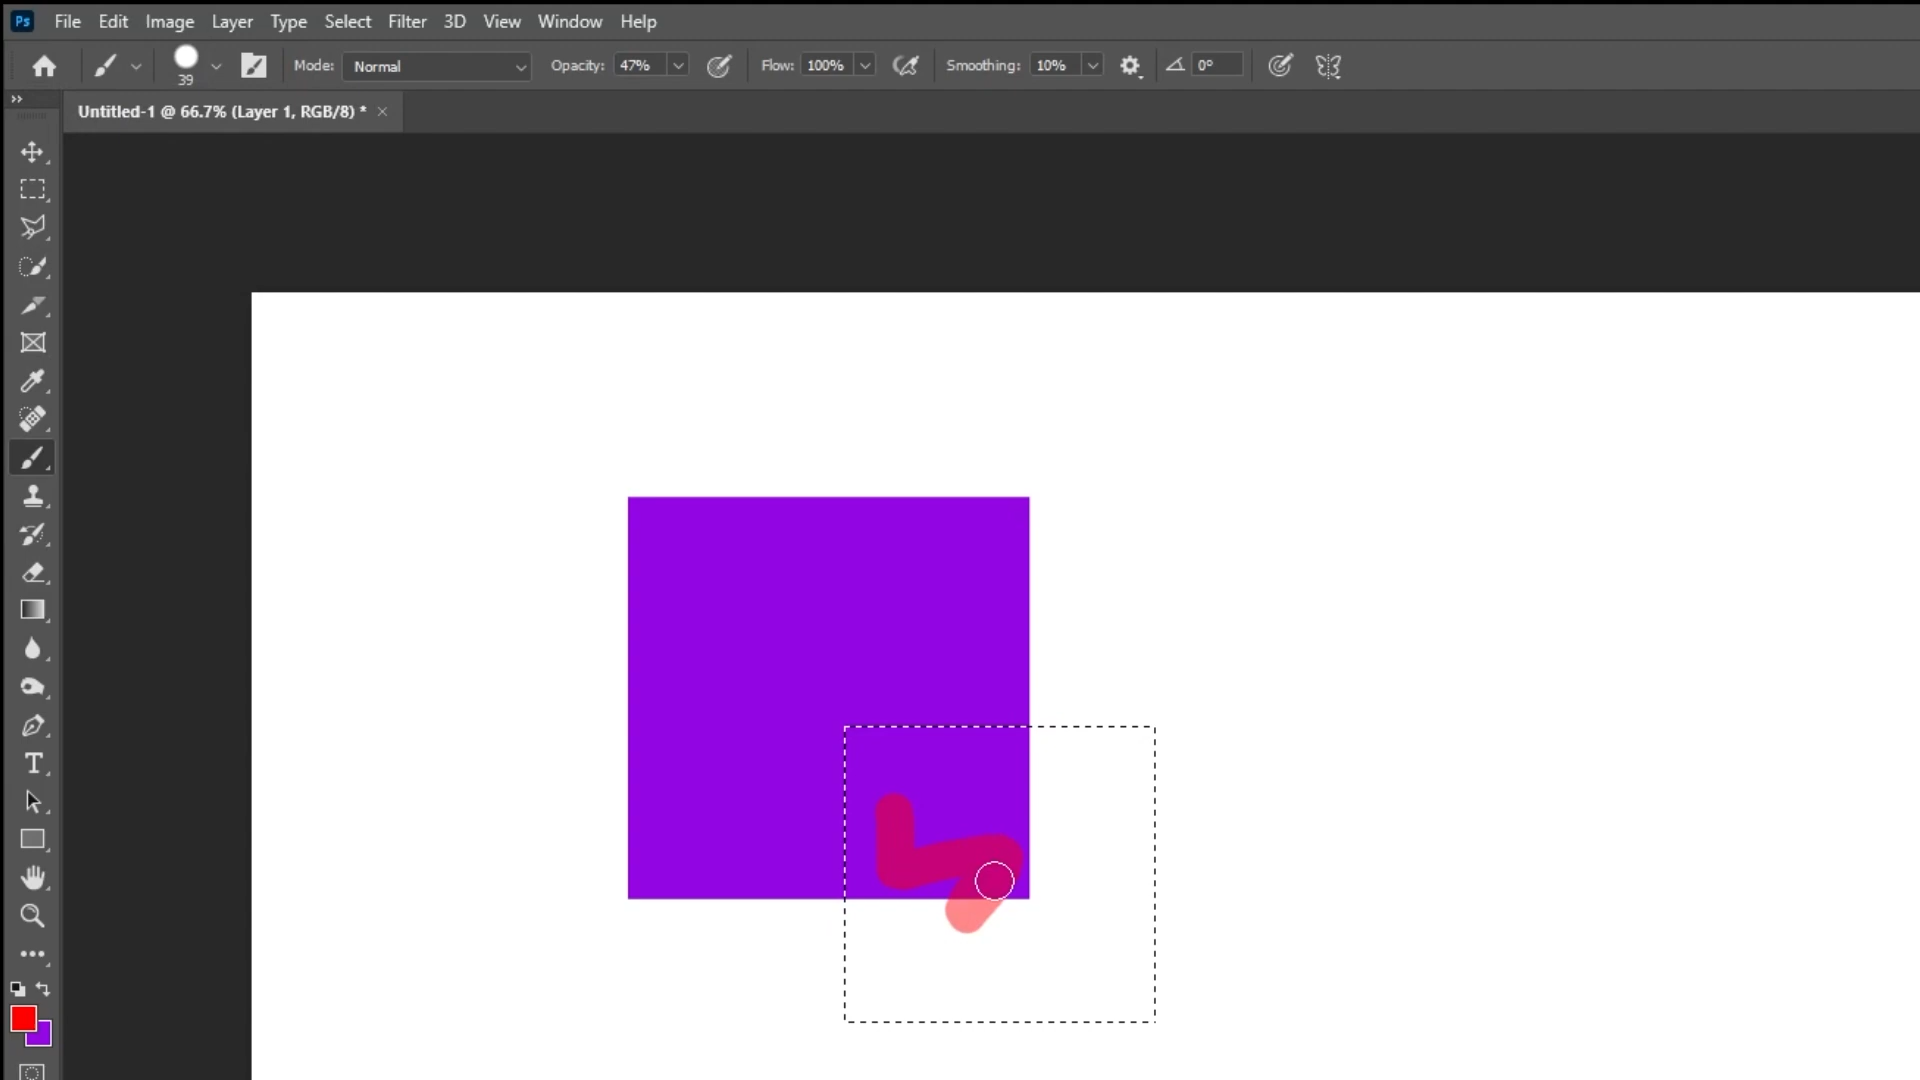 Ps File Edit Image Layer Type Select Filter 3D View Window Help
39 Mode: Normal Opacity: 47% Flow: 100% Smoothing: 10% 0°
Untitled-1 @ 66.7% (Layer 1, RGB/8) * ×